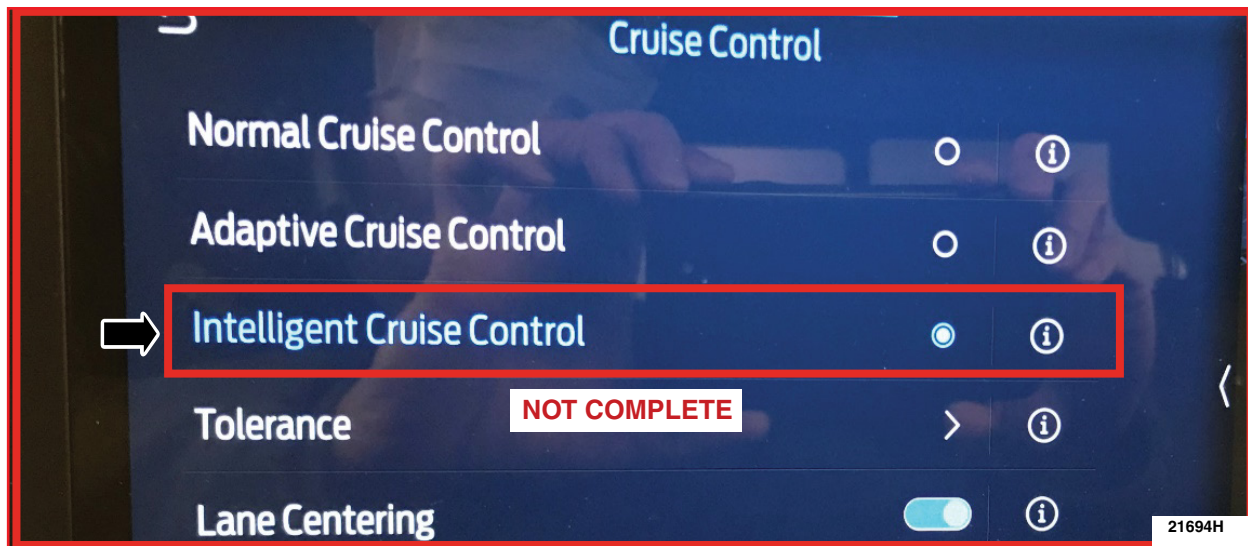 Cruise Control
Normal Cruise Control
Adaptive Cruise Control
Intelligent Cruise Control
NOT COMPLETE
Tolerance
Lane Centering
21694H